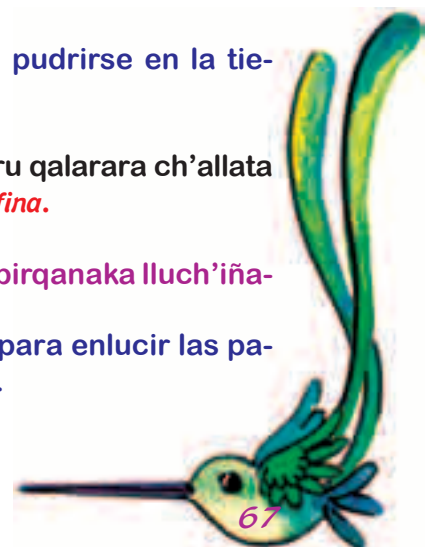 pudrirse en la tie-
ru qalarara ch’allata
fina.
pirqanaka lluch’iña-
para enlucir las pa-
.
67